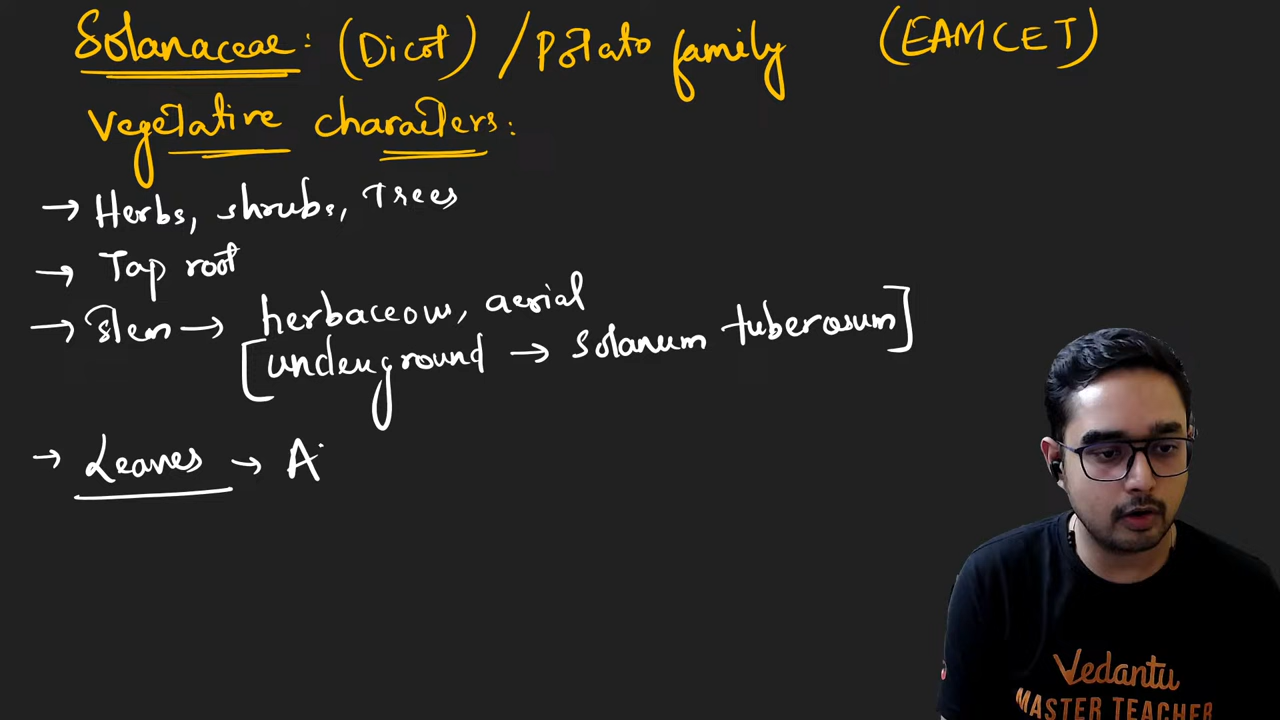 Solanaceae: (Dicot) / Potato family (EAMCET)
Vegetative characters:
→ Herbs, shrubs, Trees
→ Tap root
→ Stem → herbaceous, aerial
[underground → Solanum tuberosum]
→ Leaves → A
Vedantu
MASTER TEACHER